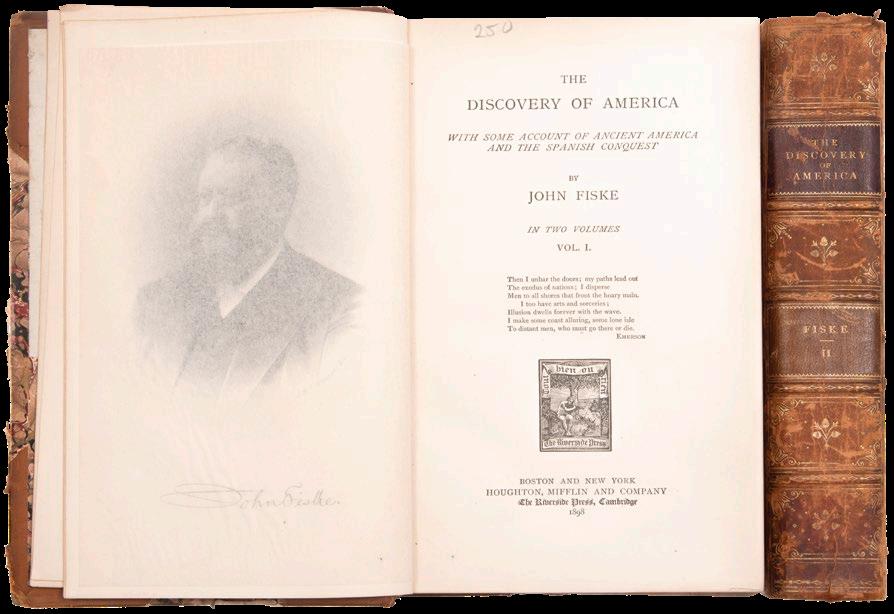 John Fiske.
250
THE
DISCOVERY OF AMERICA
WITH SOME ACCOUNT OF ANCIENT AMERICA
AND THE SPANISH CONQUEST
BY
JOHN FISKE
IN TWO VOLUMES
VOL. I.
Then I unbar the doors; my paths lead out
The exodus of nations; I disperse
Men to all shores that front the hoary main.
I too have arts and sorceries;
Illusion dwells forever with the wave.
I make some coast alluring, some lone isle
To distant men, who must go there or die.
EMERSON
Tout bien ou rien
The Riverside Press
BOSTON AND NEW YORK
HOUGHTON, MIFFLIN AND COMPANY
The Riverside Press, Cambridge
1898
THE
DISCOVERY
OF
AMERICA
FISKE
II